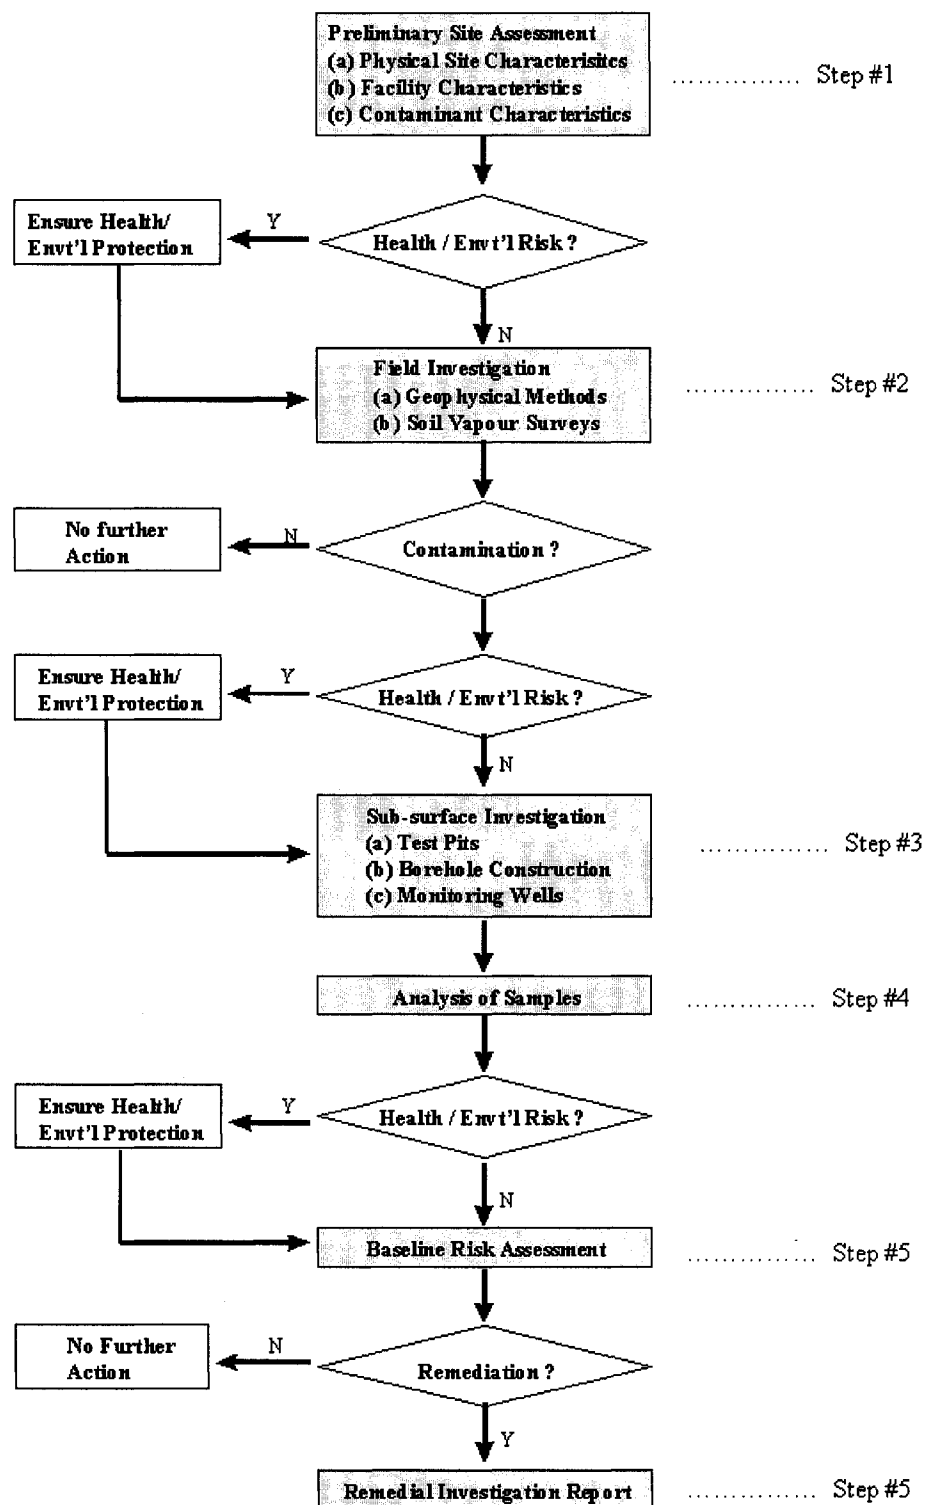 Preliminary Site Assessment
(a) Physical Site Characterisitcs
(b) Facility Characteristics
(c) Contaminant Characteristics
.............. Step #1
Ensure Health/
Envt'l Protection
Y
Health / Envt'l Risk ?
N
Field Investigation
(a) Geophysical Methods
(b) Soil Vapour Surveys
.............. Step #2
No further
Action
N
Contamination ?
Ensure Health/
Envt'l Protection
Y
Health / Envt'l Risk ?
N
Sub-surface Investigation
(a) Test Pits
(b) Borehole Construction
(c) Monitoring Wells
.............. Step #3
Analysis of Samples
.............. Step #4
Ensure Health/
Envt'l Protection
Y
Health / Envt'l Risk ?
N
Baseline Risk Assessment
.............. Step #5
No Further
Action
N
Remediation ?
Y
Remedial Investigation Report
.............. Step #5